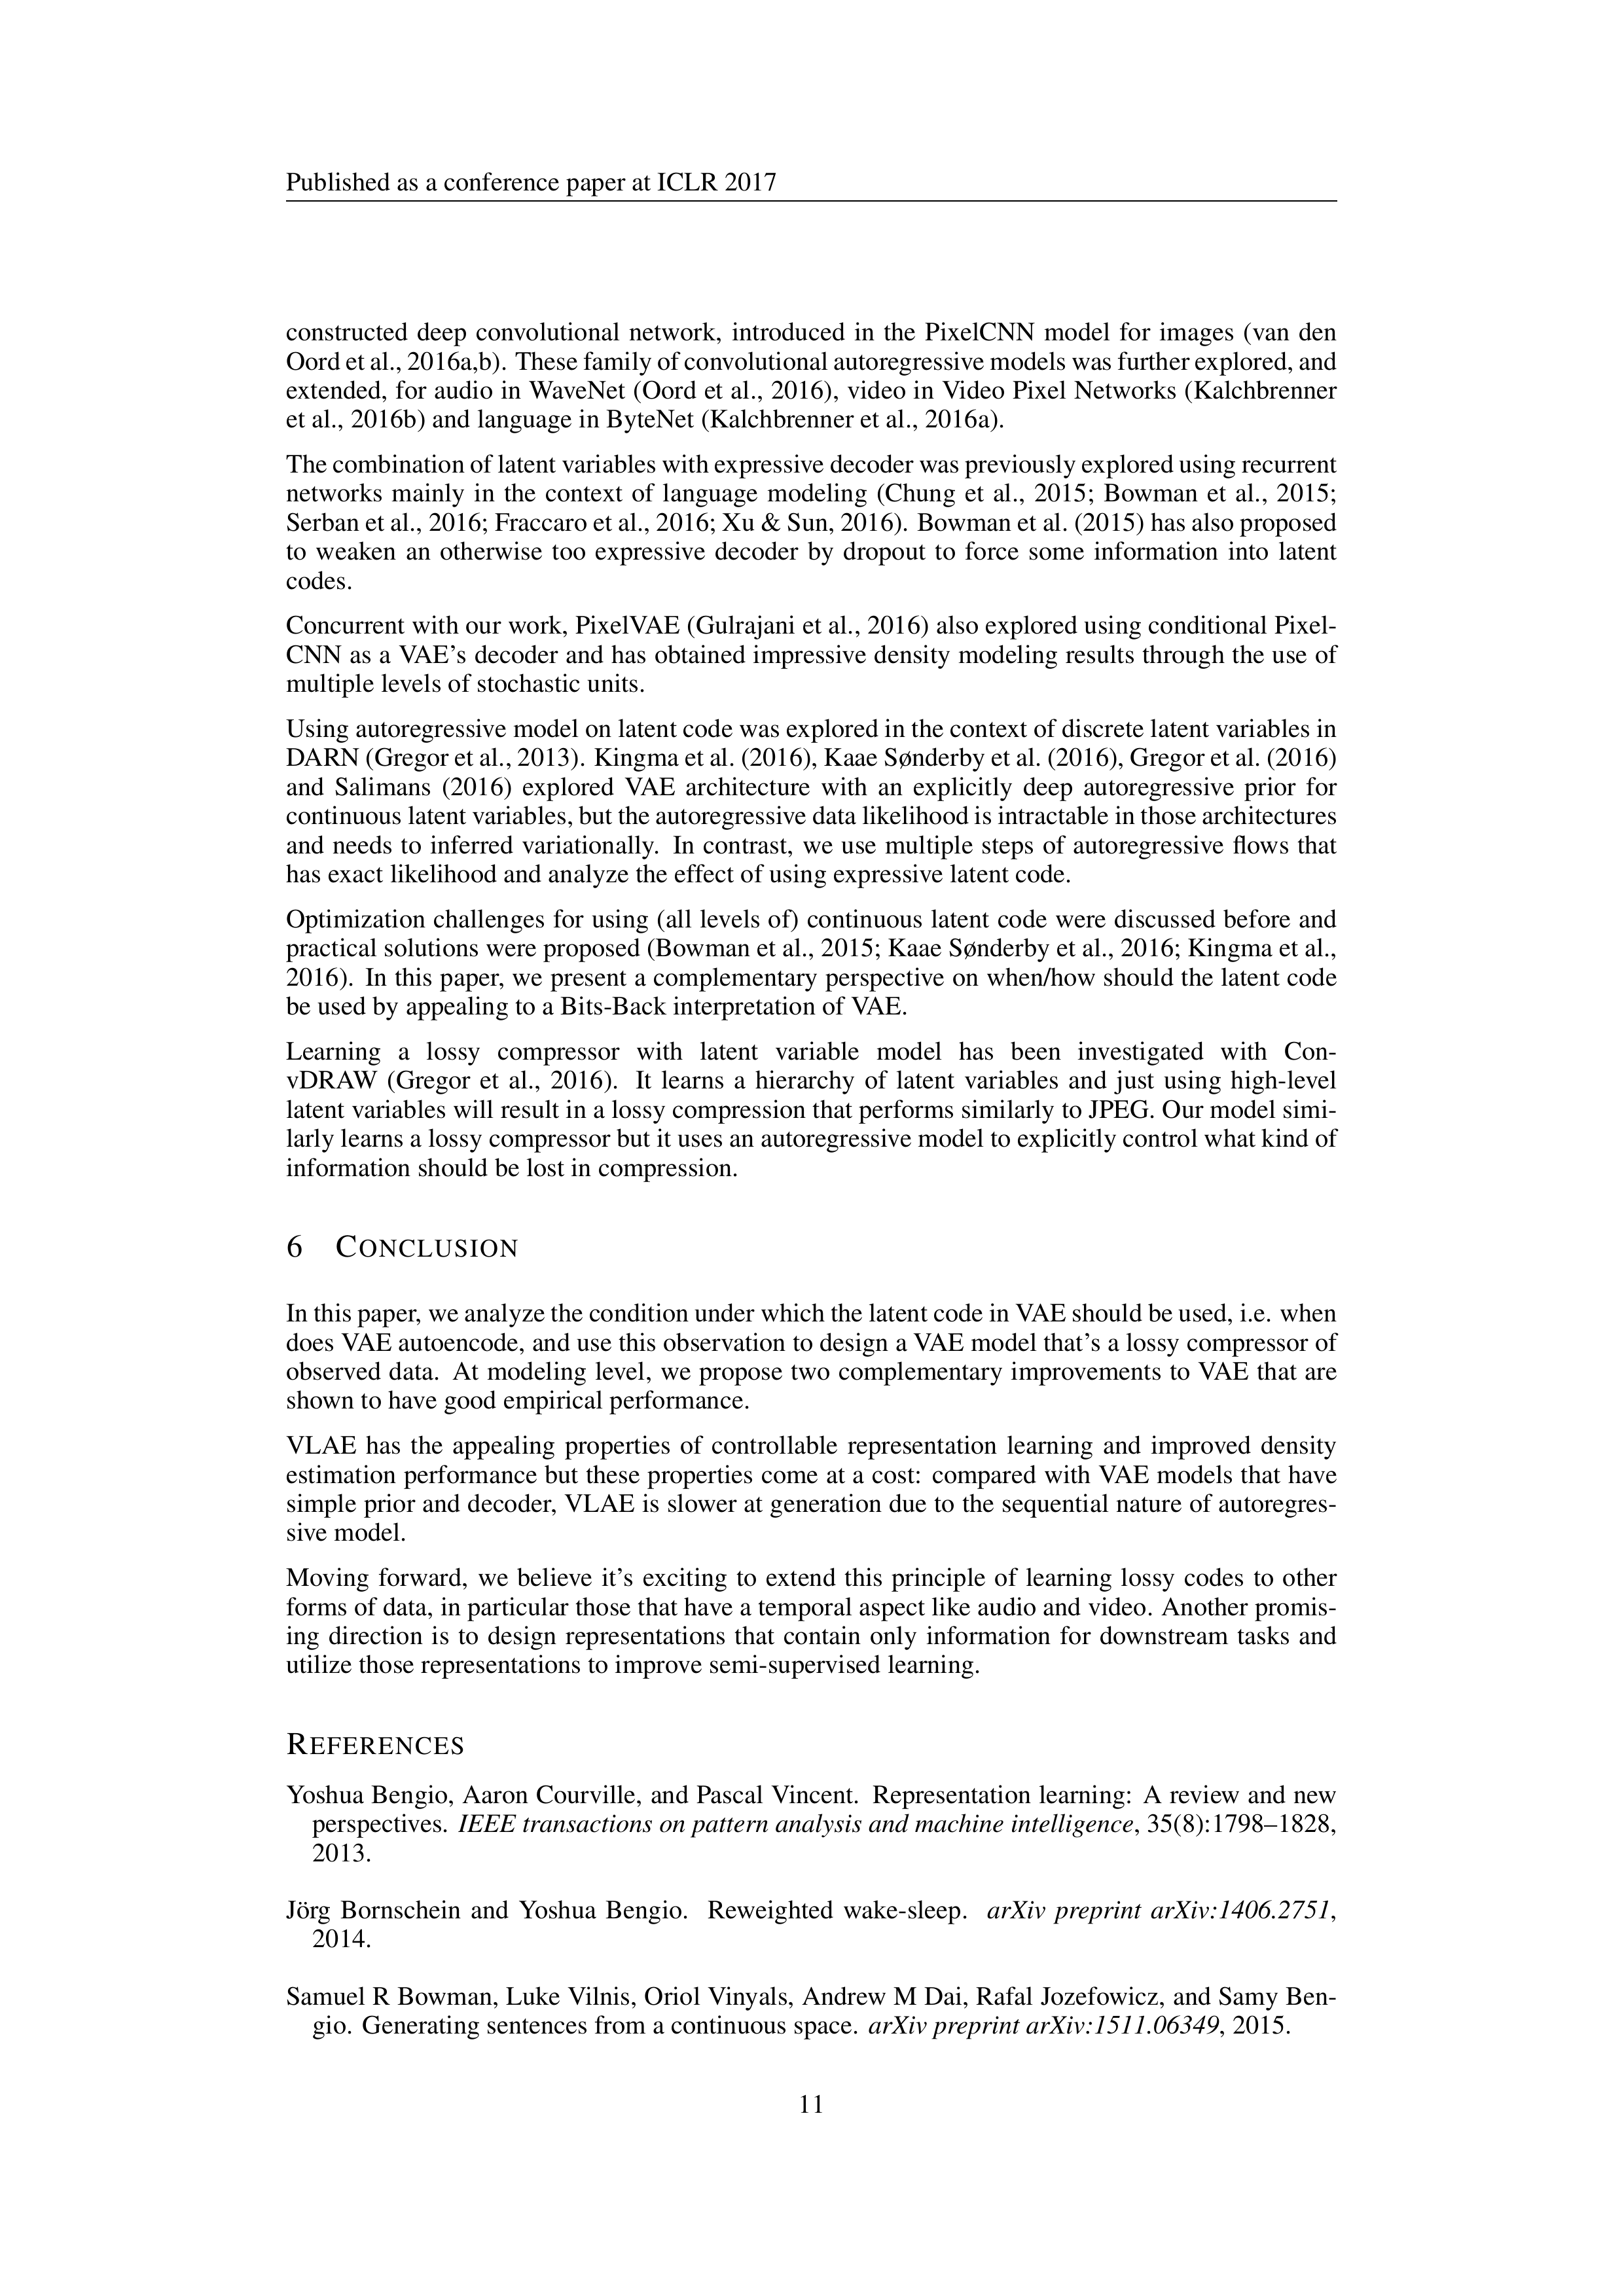 Published as a conference paper at ICLR 2017
constructed deep convolutional network, introduced in the PixelCNN model for images (van den
Oord et al., 2016a,b). These family of convolutional autoregressive models was further explored, and
extended, for audio in WaveNet (Oord et al., 2016), video in Video Pixel Networks (Kalchbrenner
et al., 2016b) and language in ByteNet (Kalchbrenner et al., 2016a).
The combination of latent variables with expressive decoder was previously explored using recurrent
networks mainly in the context of language modeling (Chung et al., 2015; Bowman et al., 2015;
Serban et al., 2016; Fraccaro et al., 2016; Xu & Sun, 2016). Bowman et al. (2015) has also proposed
to weaken an otherwise too expressive decoder by dropout to force some information into latent
codes.
Concurrent with our work, PixelVAE (Gulrajani et al., 2016) also explored using conditional Pixel-
CNN as a VAE's decoder and has obtained impressive density modeling results through the use of
multiple levels of stochastic units.
Using autoregressive model on latent code was explored in the context of discrete latent variables in
DARN (Gregor et al., 2013). Kingma et al. (2016), Kaae Sønderby et al. (2016), Gregor et al. (2016)
and Salimans (2016) explored VAE architecture with an explicitly deep autoregressive prior for
continuous latent variables, but the autoregressive data likelihood is intractable in those architectures
and needs to inferred variationally. In contrast, we use multiple steps of autoregressive flows that
has exact likelihood and analyze the effect of using expressive latent code.
Optimization challenges for using (all levels of) continuous latent code were discussed before and
practical solutions were proposed (Bowman et al., 2015; Kaae Sønderby et al., 2016; Kingma et al.,
2016). In this paper, we present a complementary perspective on when/how should the latent code
be used by appealing to a Bits-Back interpretation of VAE.
Learning a lossy compressor with latent variable model has been investigated with Con-
vDRAW (Gregor et al., 2016). It learns a hierarchy of latent variables and just using high-level
latent variables will result in a lossy compression that performs similarly to JPEG. Our model simi-
larly learns a lossy compressor but it uses an autoregressive model to explicitly control what kind of
information should be lost in compression.
6 CONCLUSION
In this paper, we analyze the condition under which the latent code in VAE should be used, i.e. when
does VAE autoencode, and use this observation to design a VAE model that's a lossy compressor of
observed data. At modeling level, we propose two complementary improvements to VAE that are
shown to have good empirical performance.
VLAE has the appealing properties of controllable representation learning and improved density
estimation performance but these properties come at a cost: compared with VAE models that have
simple prior and decoder, VLAE is slower at generation due to the sequential nature of autoregres-
sive model.
Moving forward, we believe it's exciting to extend this principle of learning lossy codes to other
forms of data, in particular those that have a temporal aspect like audio and video. Another promis-
ing direction is to design representations that contain only information for downstream tasks and
utilize those representations to improve semi-supervised learning.
REFERENCES
Yoshua Bengio, Aaron Courville, and Pascal Vincent. Representation learning: A review and new
perspectives. IEEE transactions on pattern analysis and machine intelligence, 35(8):1798–1828,
2013.
Jörg Bornschein and Yoshua Bengio. Reweighted wake-sleep. arXiv preprint arXiv:1406.2751,
2014.
Samuel R Bowman, Luke Vilnis, Oriol Vinyals, Andrew M Dai, Rafal Jozefowicz, and Samy Ben-
gio. Generating sentences from a continuous space. arXiv preprint arXiv:1511.06349, 2015.
11